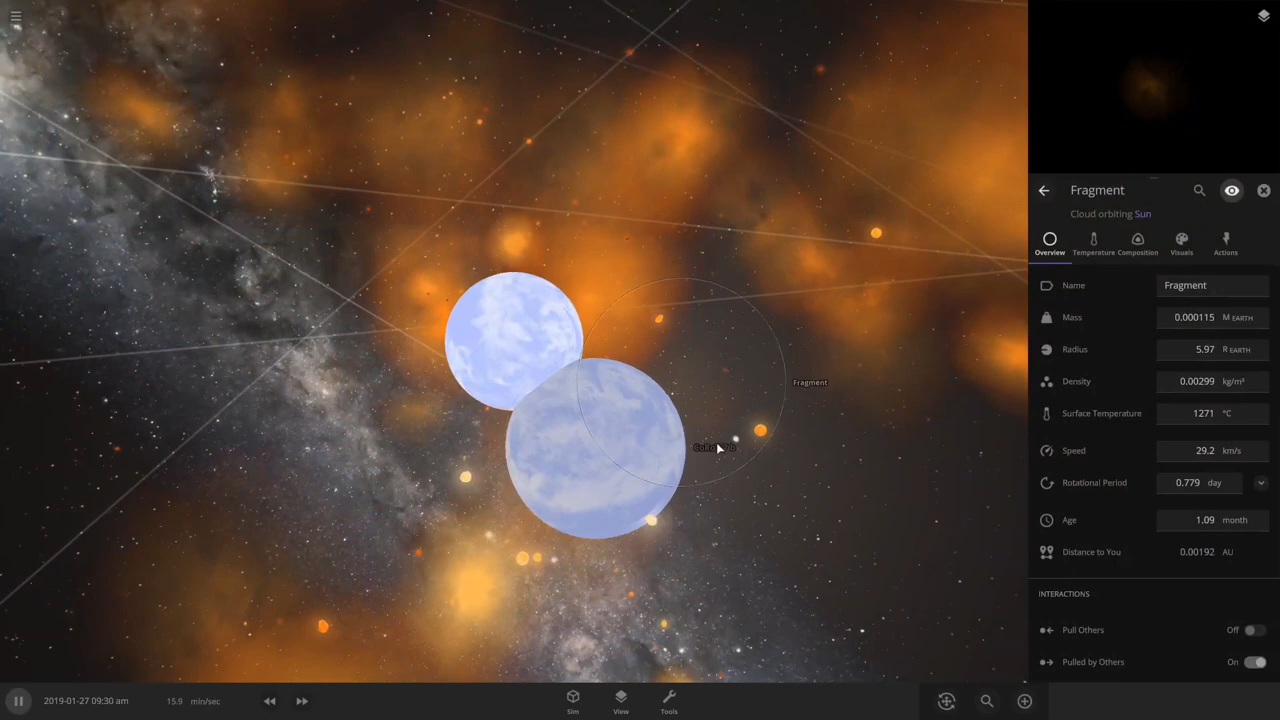 Fragment
Cloud orbiting Sun
Overview
Temperature
Composition
Visuals
Actions
Name Fragment
Mass 0.000115 M EARTH
Radius 5.97 R EARTH
Density 0.00299 kg/m³
Surface Temperature 1271 °C
Speed 29.2 km/s
Rotational Period 0.779 day
Age 1.09 month
Distance to You 0.00192 AU
INTERACTIONS
Pull Others Off
Pulled by Others On
Fragment
2019-01-27 09:30 am
15.9 min/sec
Sim
View
Tools